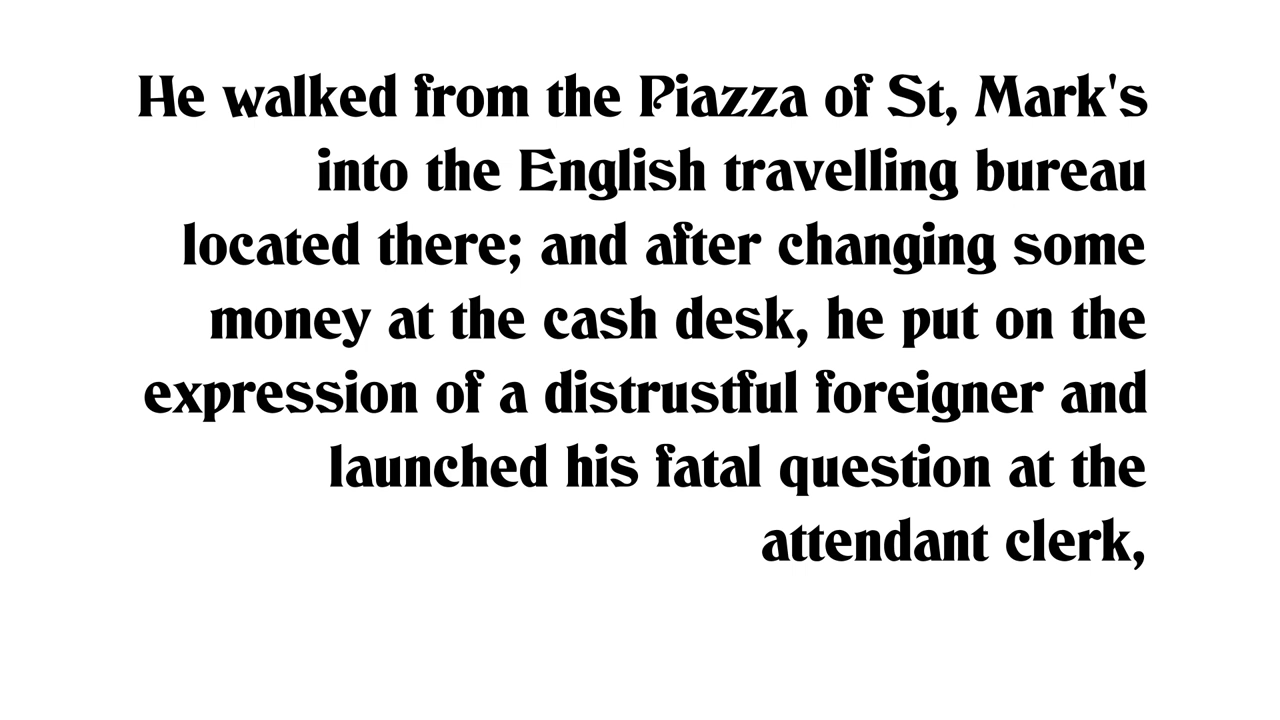 He walked from the Piazza of St, Mark's
into the English travelling bureau
located there; and after changing some
money at the cash desk, he put on the
expression of a distrustful foreigner and
launched his fatal question at the
attendant clerk,